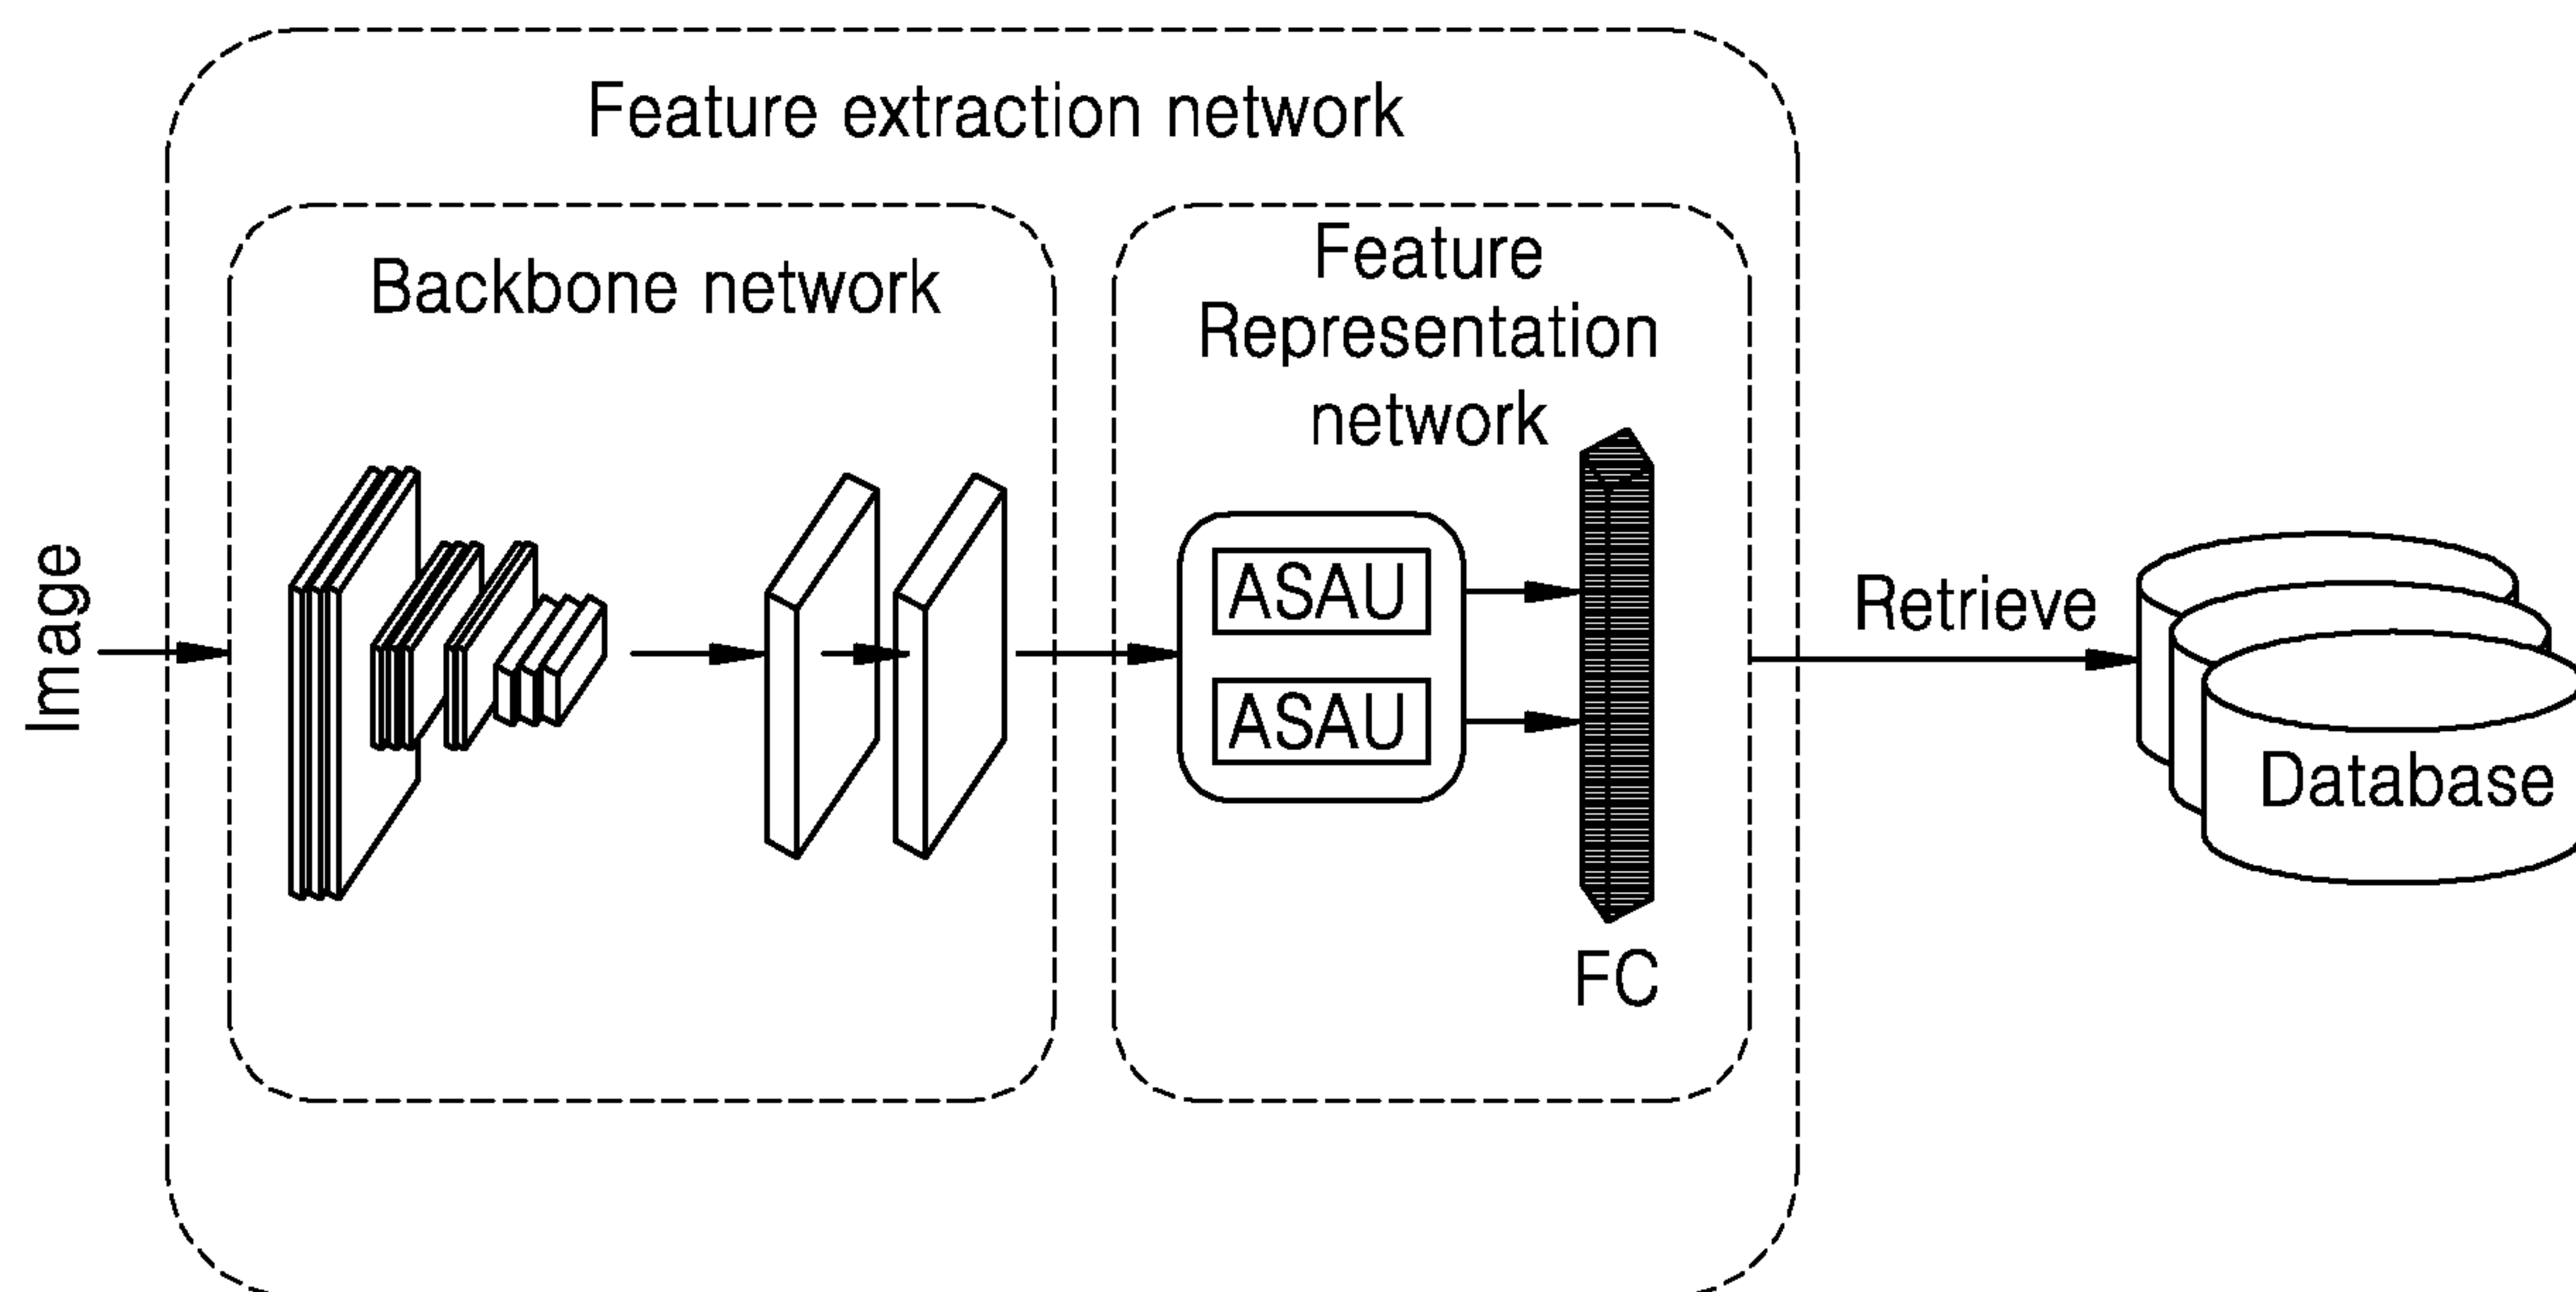 Feature extraction network
Backbone network
Feature
Representation
network
Image
ASAU
ASAU
FC
Retrieve
Database